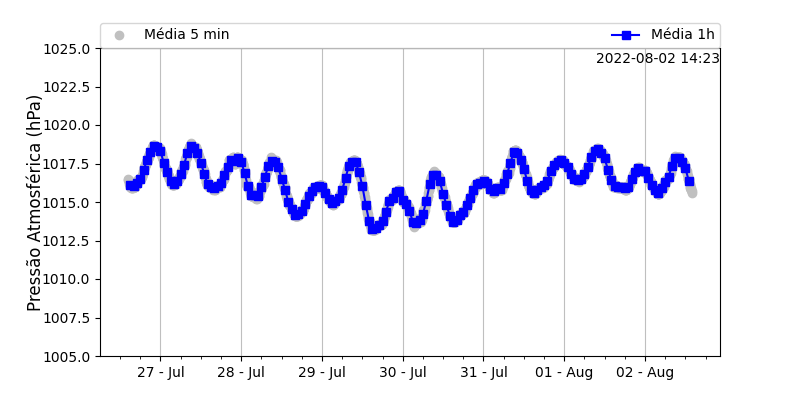 Média 5 min
Média 1h
2022-08-02 14:23
Pressão Atmosférica (hPa)
1025.0
1022.5
1020.0
1017.5
1015.0
1012.5
1010.0
1007.5
1005.0
27 - Jul
28 - Jul
29 - Jul
30 - Jul
31 - Jul
01 - Aug
02 - Aug